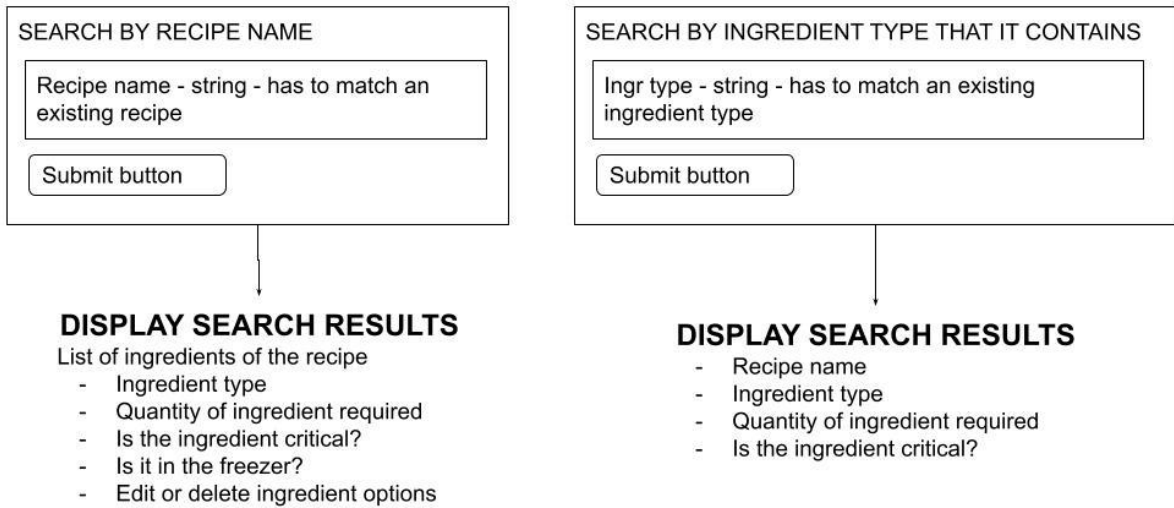 SEARCH BY RECIPE NAME
Recipe name - string - has to match an
existing recipe
Submit button
DISPLAY SEARCH RESULTS
List of ingredients of the recipe
- Ingredient type
- Quantity of ingredient required
- Is the ingredient critical?
- Is it in the freezer?
- Edit or delete ingredient options
SEARCH BY INGREDIENT TYPE THAT IT CONTAINS
Ingr type - string - has to match an existing
ingredient type
Submit button
DISPLAY SEARCH RESULTS
- Recipe name
- Ingredient type
- Quantity of ingredient required
- Is the ingredient critical?